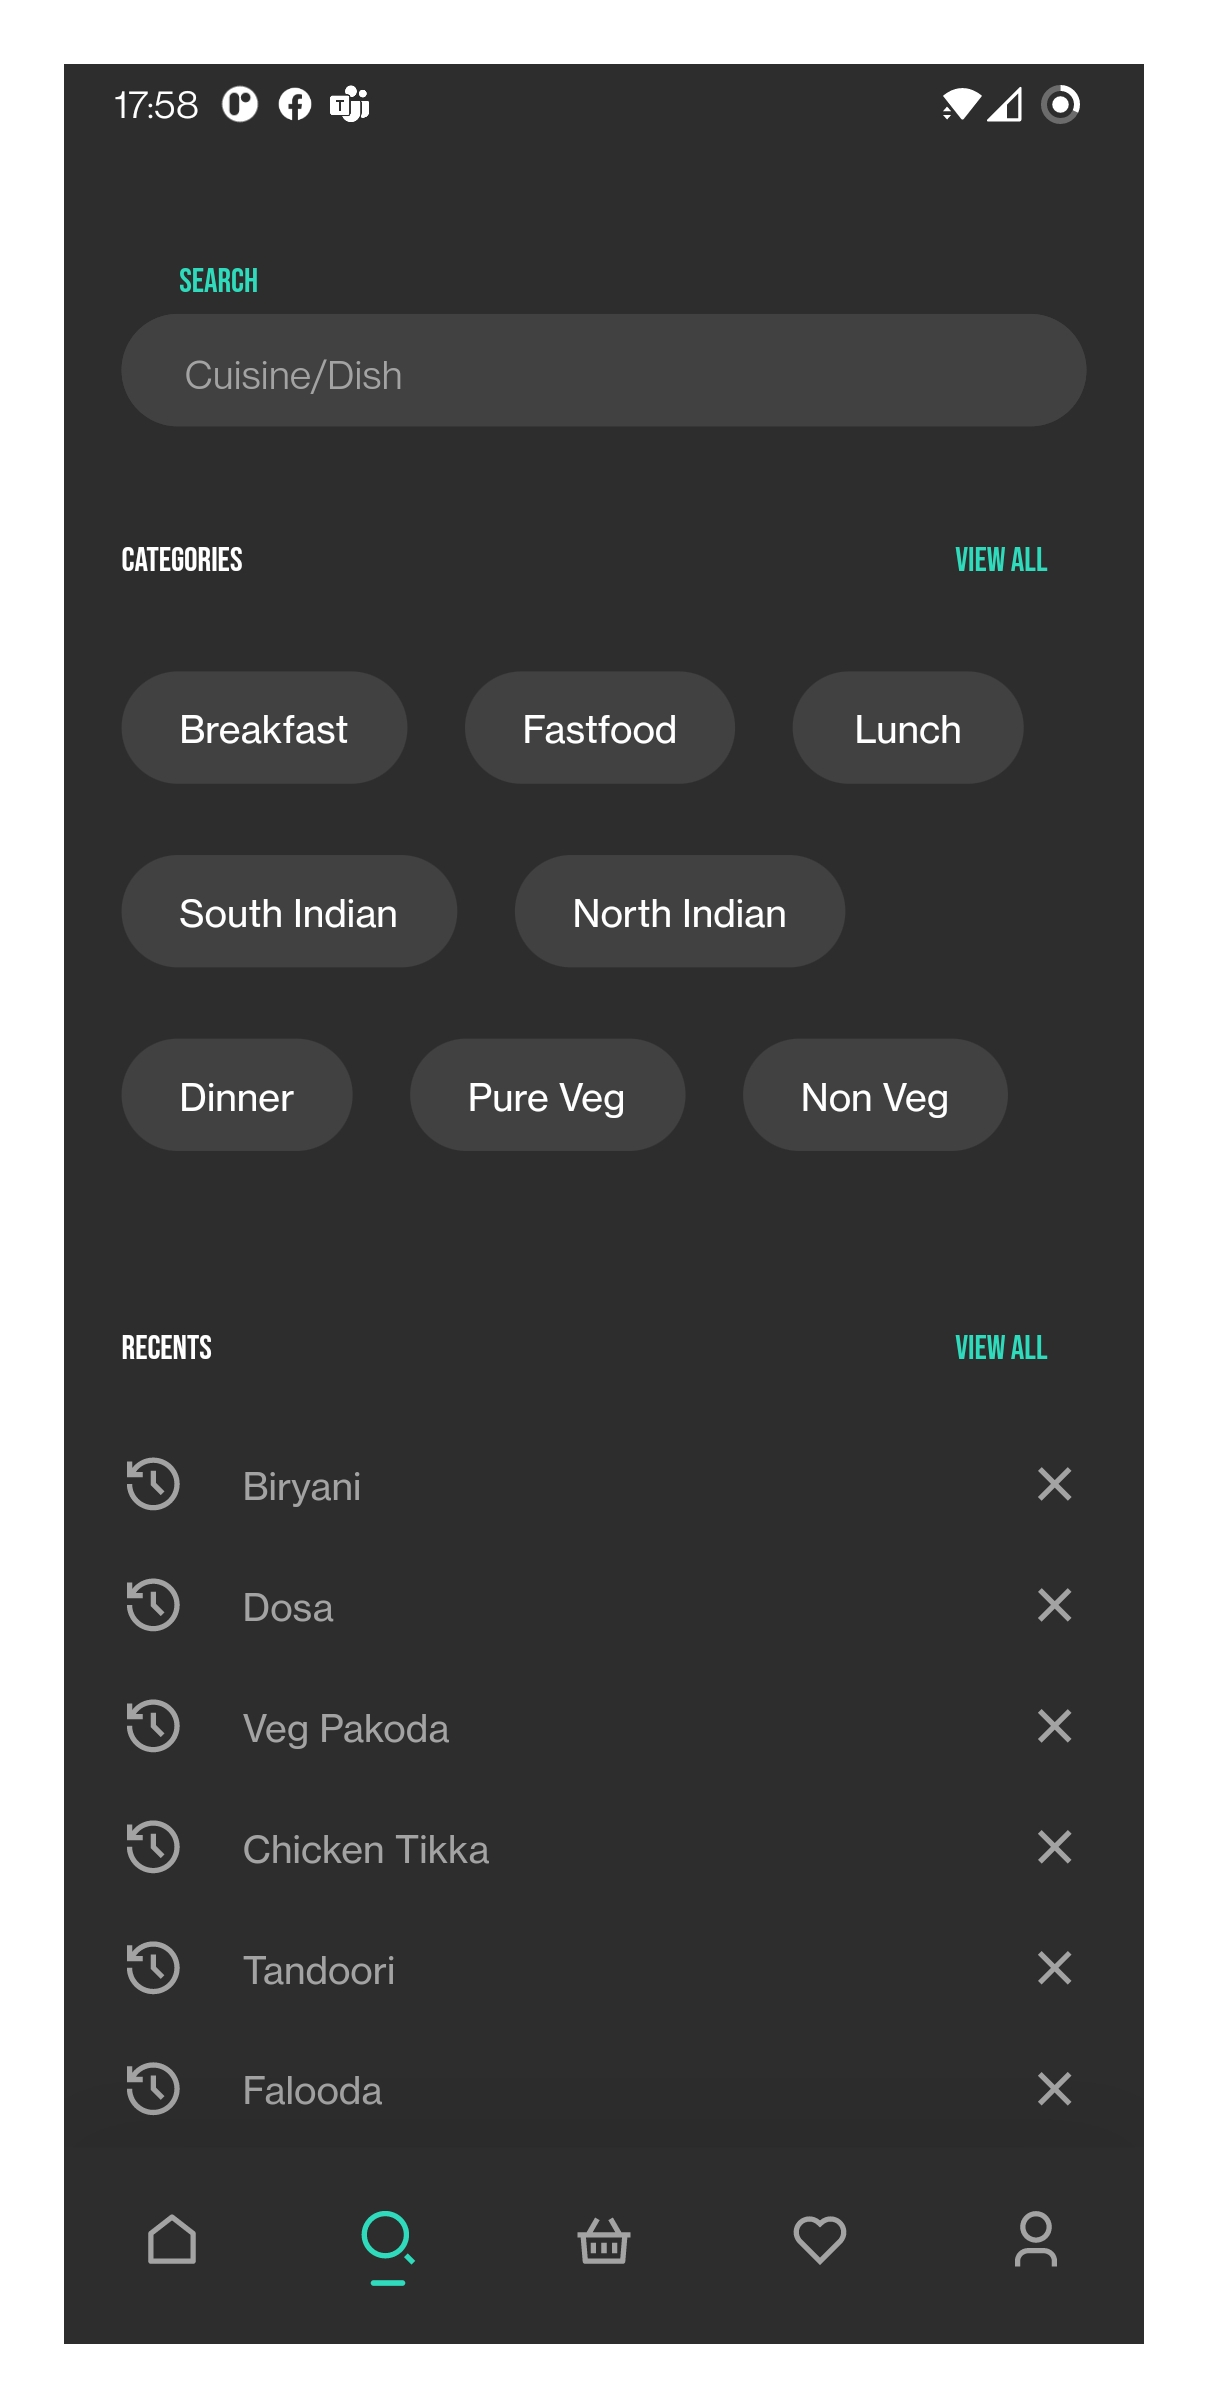 17:58
SEARCH
Cuisine/Dish
CATEGORIES VIEW ALL
Breakfast Fastfood Lunch
South Indian North Indian
Dinner Pure Veg Non Veg
RECENTS VIEW ALL
Biryani
Dosa
Veg Pakoda
Chicken Tikka
Tandoori
Falooda